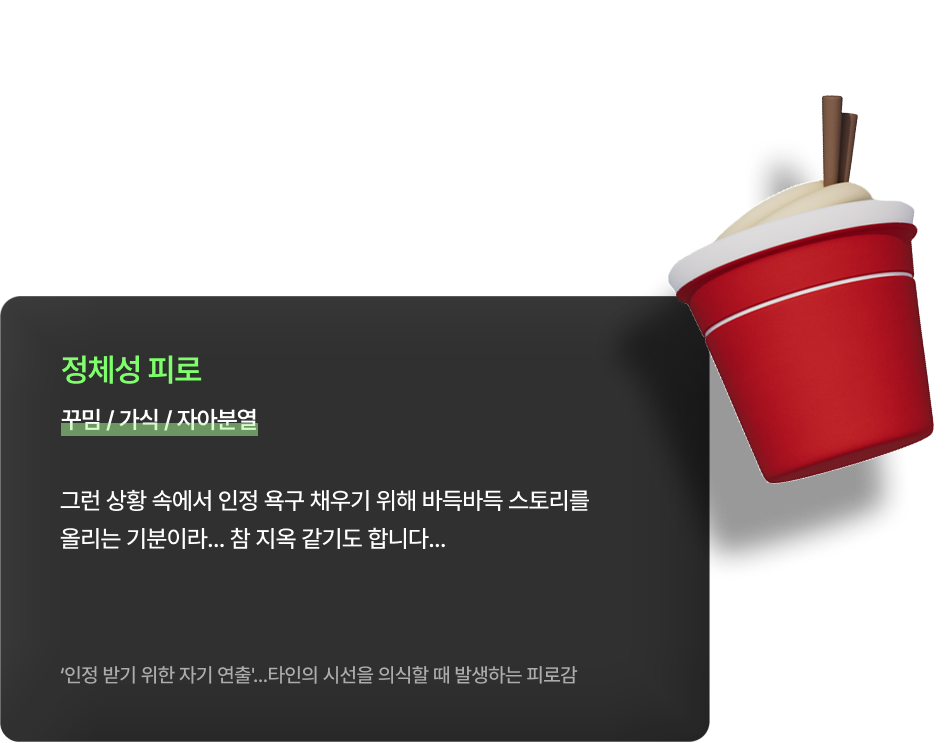 정체성 피로
꾸밈 / 가식 / 자아분열
그런 상황 속에서 인정 욕구 채우기 위해 바득바득 스토리를
올리는 기분이라... 참 지옥 같기도 합니다...
‘인정 받기 위한 자기 연출'...타인의 시선을 의식할 때 발생하는 피로감